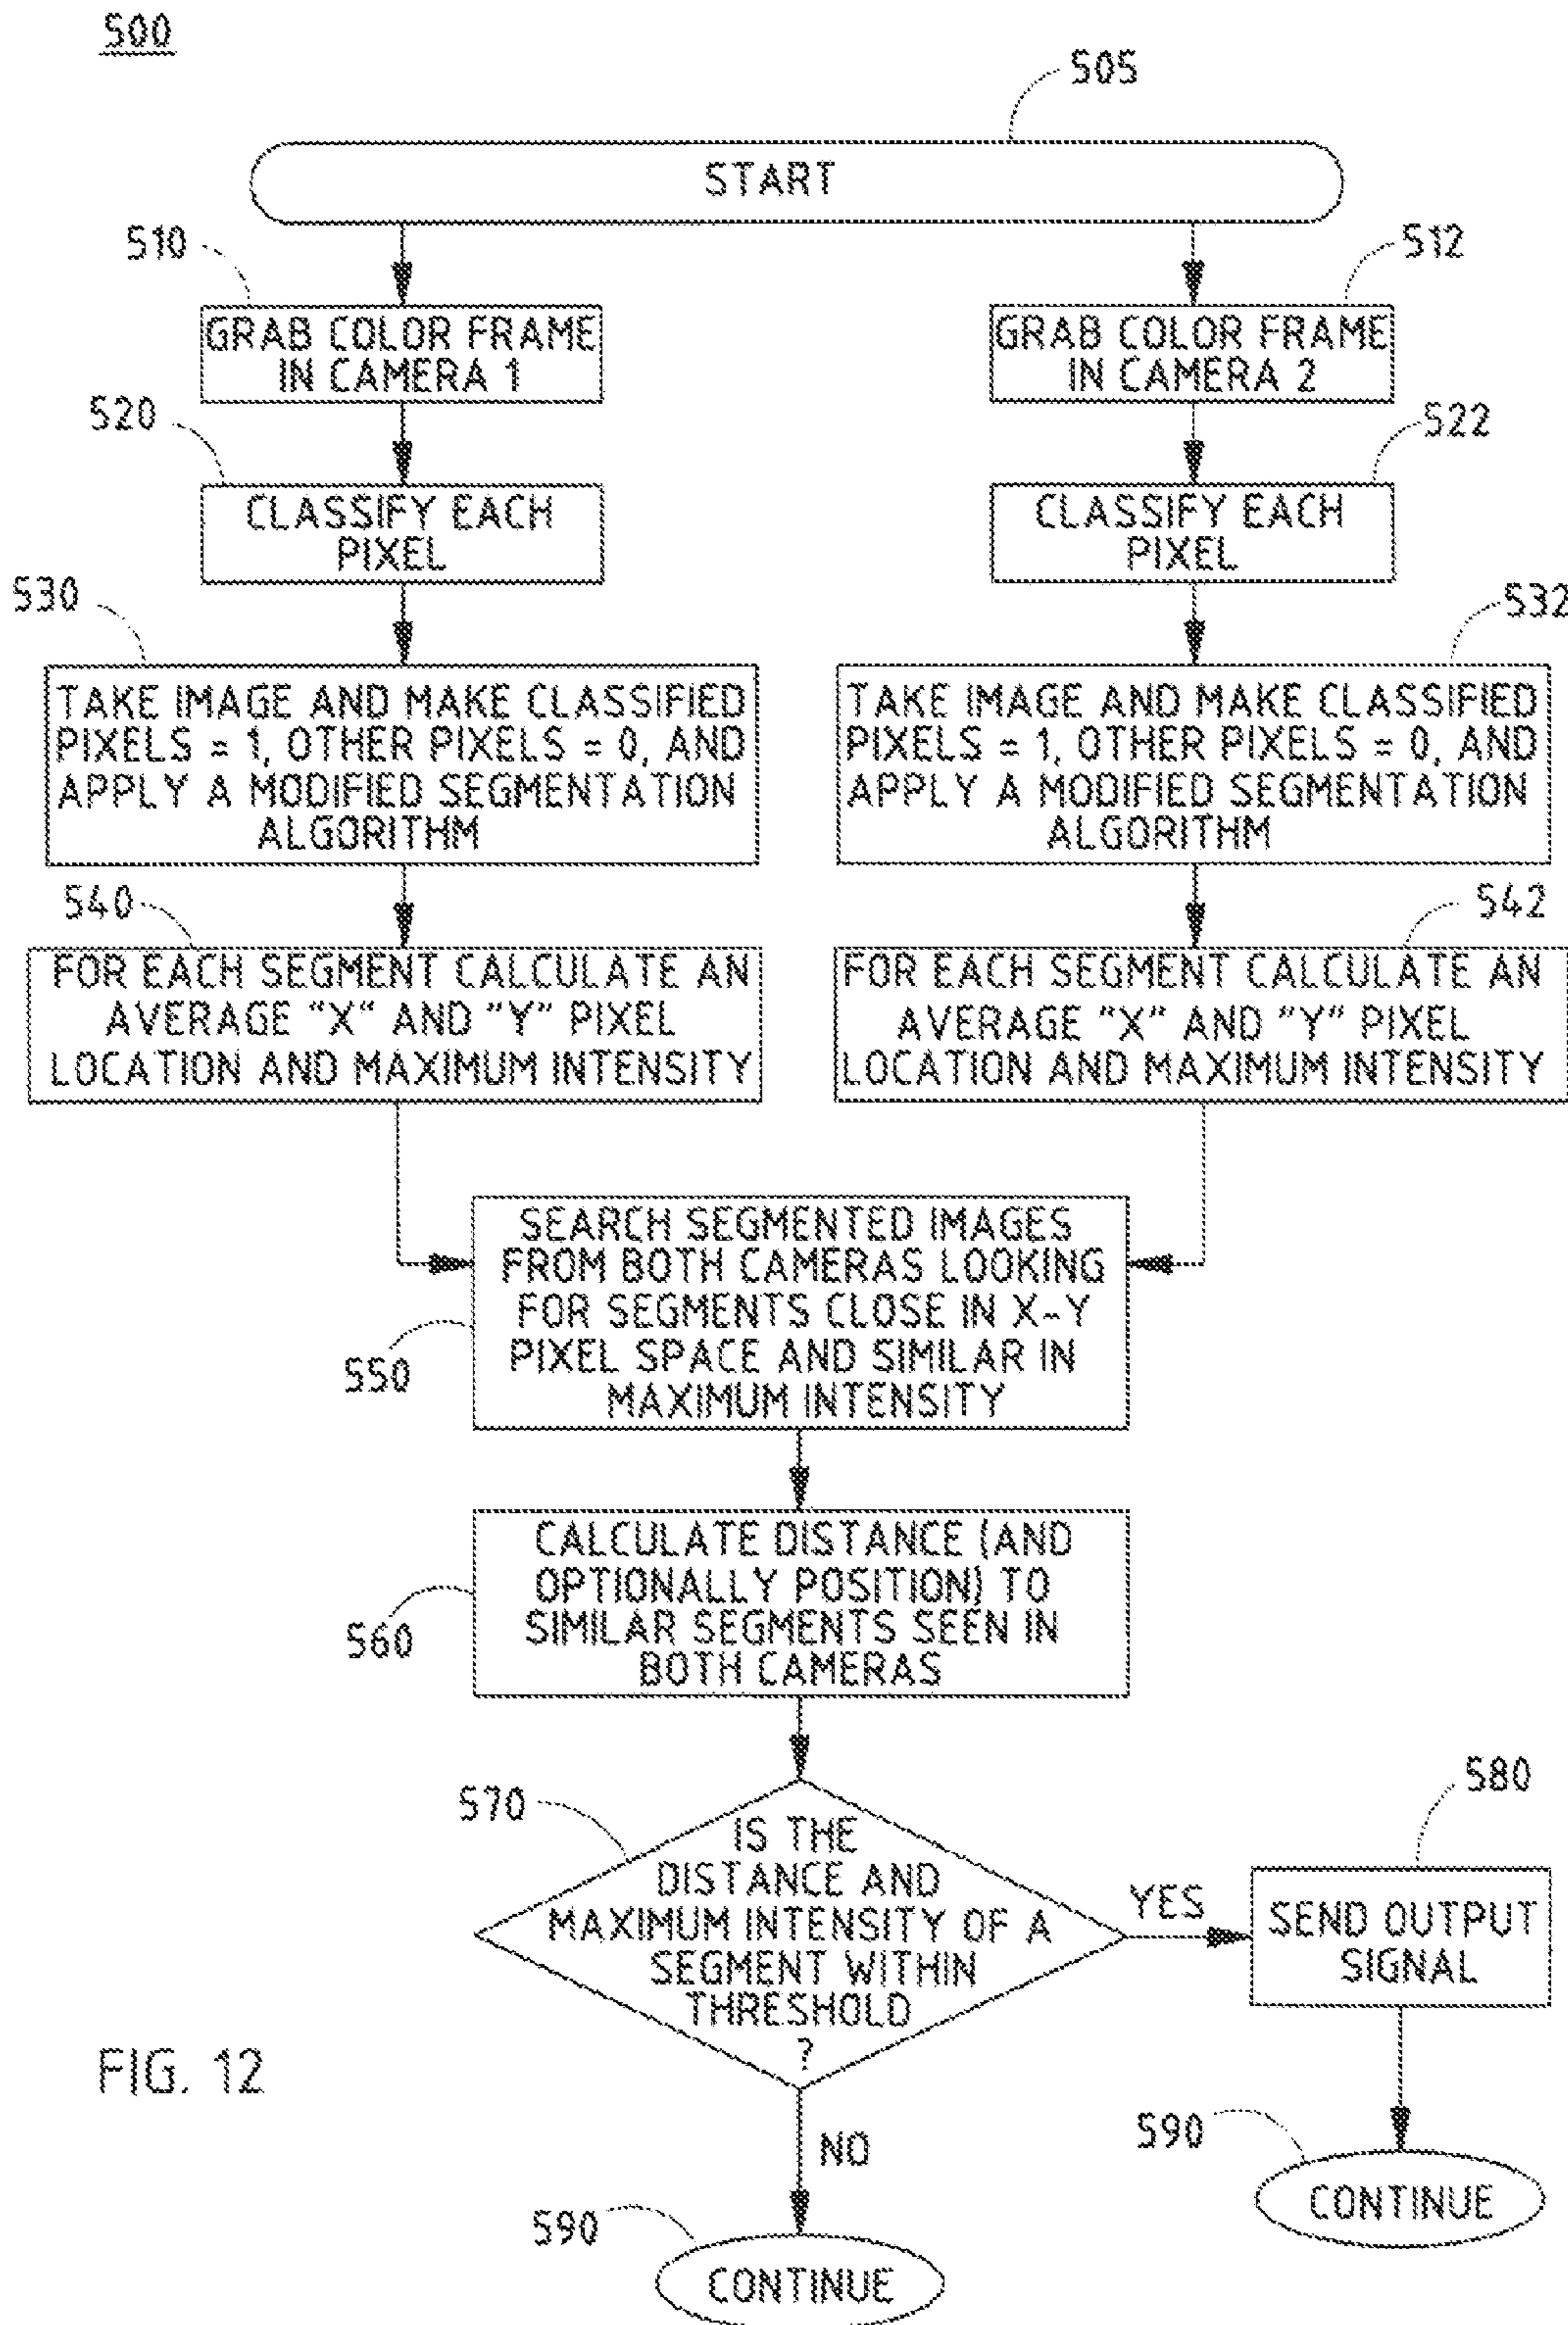 500
505
START
510
512
GRAB COLOR FRAME
IN CAMERA 1
GRAB COLOR FRAME
IN CAMERA 2
520
522
CLASSIFY EACH
PIXEL
CLASSIFY EACH
PIXEL
530
532
TAKE IMAGE AND MAKE CLASSIFIED
PIXELS = 1, OTHER PIXELS = 0, AND
APPLY A MODIFIED SEGMENTATION
ALGORITHM
TAKE IMAGE AND MAKE CLASSIFIED
PIXELS = 1, OTHER PIXELS = 0, AND
APPLY A MODIFIED SEGMENTATION
ALGORITHM
540
542
FOR EACH SEGMENT CALCULATE AN
AVERAGE "X" AND "Y" PIXEL
LOCATION AND MAXIMUM INTENSITY
FOR EACH SEGMENT CALCULATE AN
AVERAGE "X" AND "Y" PIXEL
LOCATION AND MAXIMUM INTENSITY
SEARCH SEGMENTED IMAGES
FROM BOTH CAMERAS LOOKING
FOR SEGMENTS CLOSE IN X-Y
PIXEL SPACE AND SIMILAR IN
MAXIMUM INTENSITY
550
CALCULATE DISTANCE (AND
OPTIONALLY POSITION) TO
SIMILAR SEGMENTS SEEN IN
BOTH CAMERAS
560
570
IS THE
DISTANCE AND
MAXIMUM INTENSITY OF A
SEGMENT WITHIN
THRESHOLD
?
YES
580
SEND OUTPUT
SIGNAL
NO
590
CONTINUE
590
CONTINUE
FIG. 12